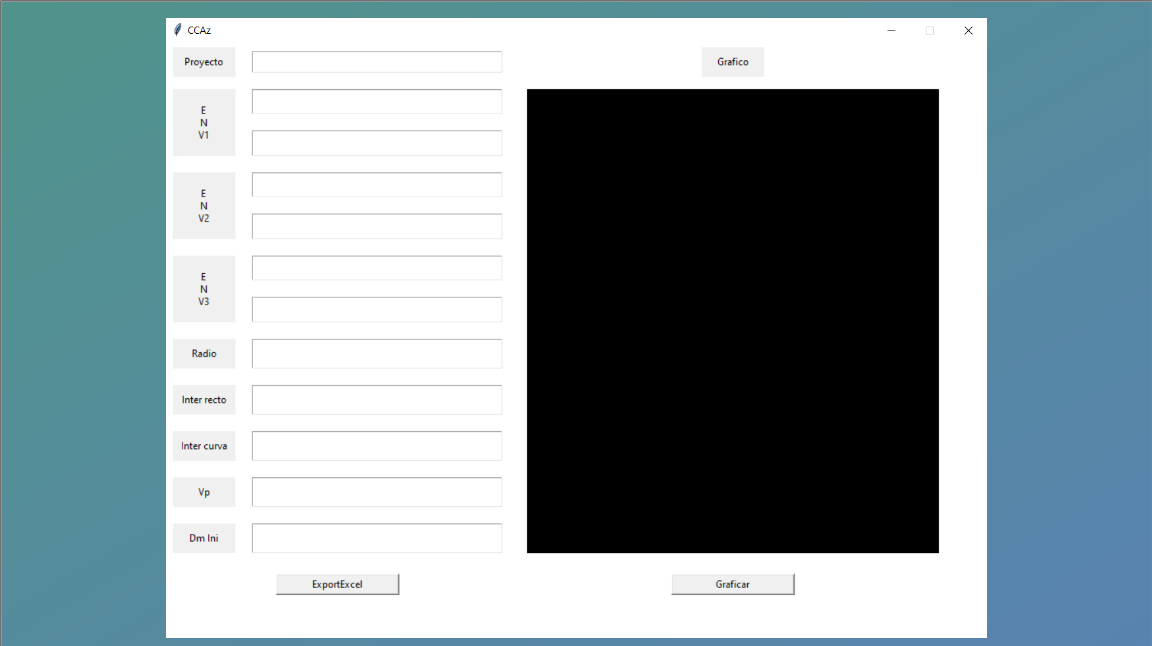 CCAz
Proyecto
Grafico
E
N
V1
E
N
V2
E
N
V3
Radio
Inter recto
Inter curva
Vp
Dm Ini
ExportExcel
Graficar